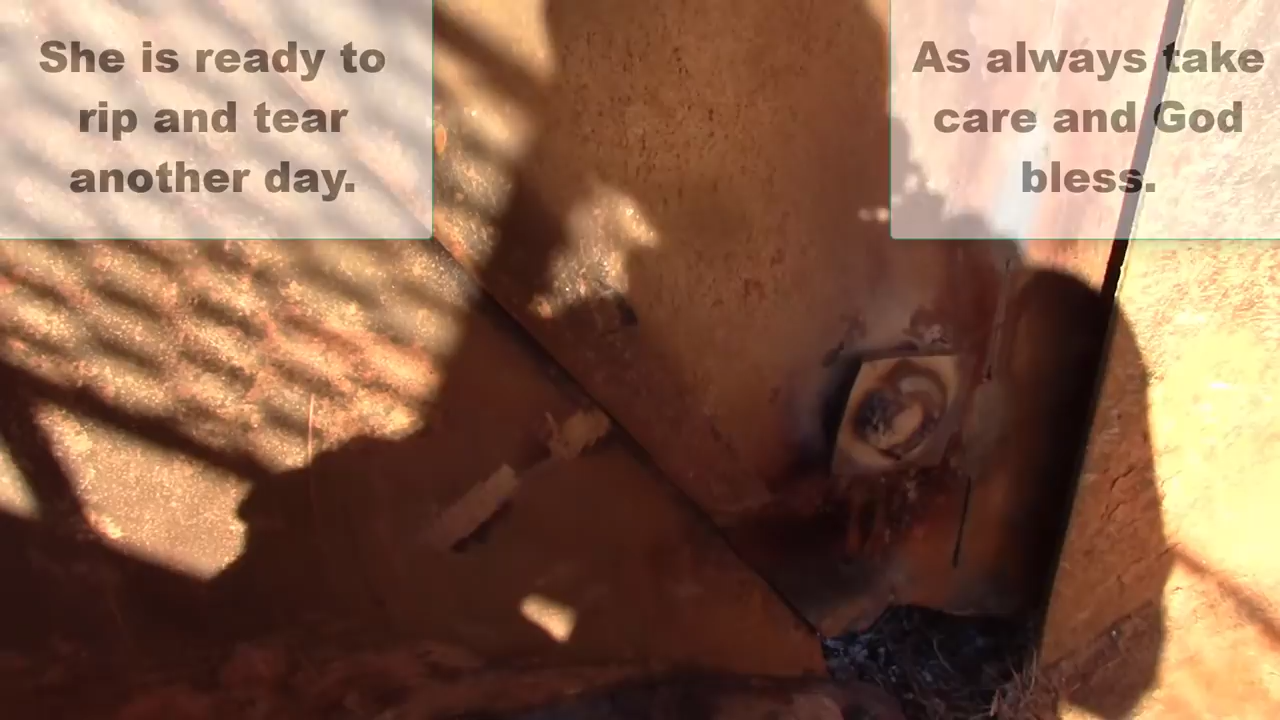 She is ready to
rip and tear
another day.
As always take
care and God
bless.